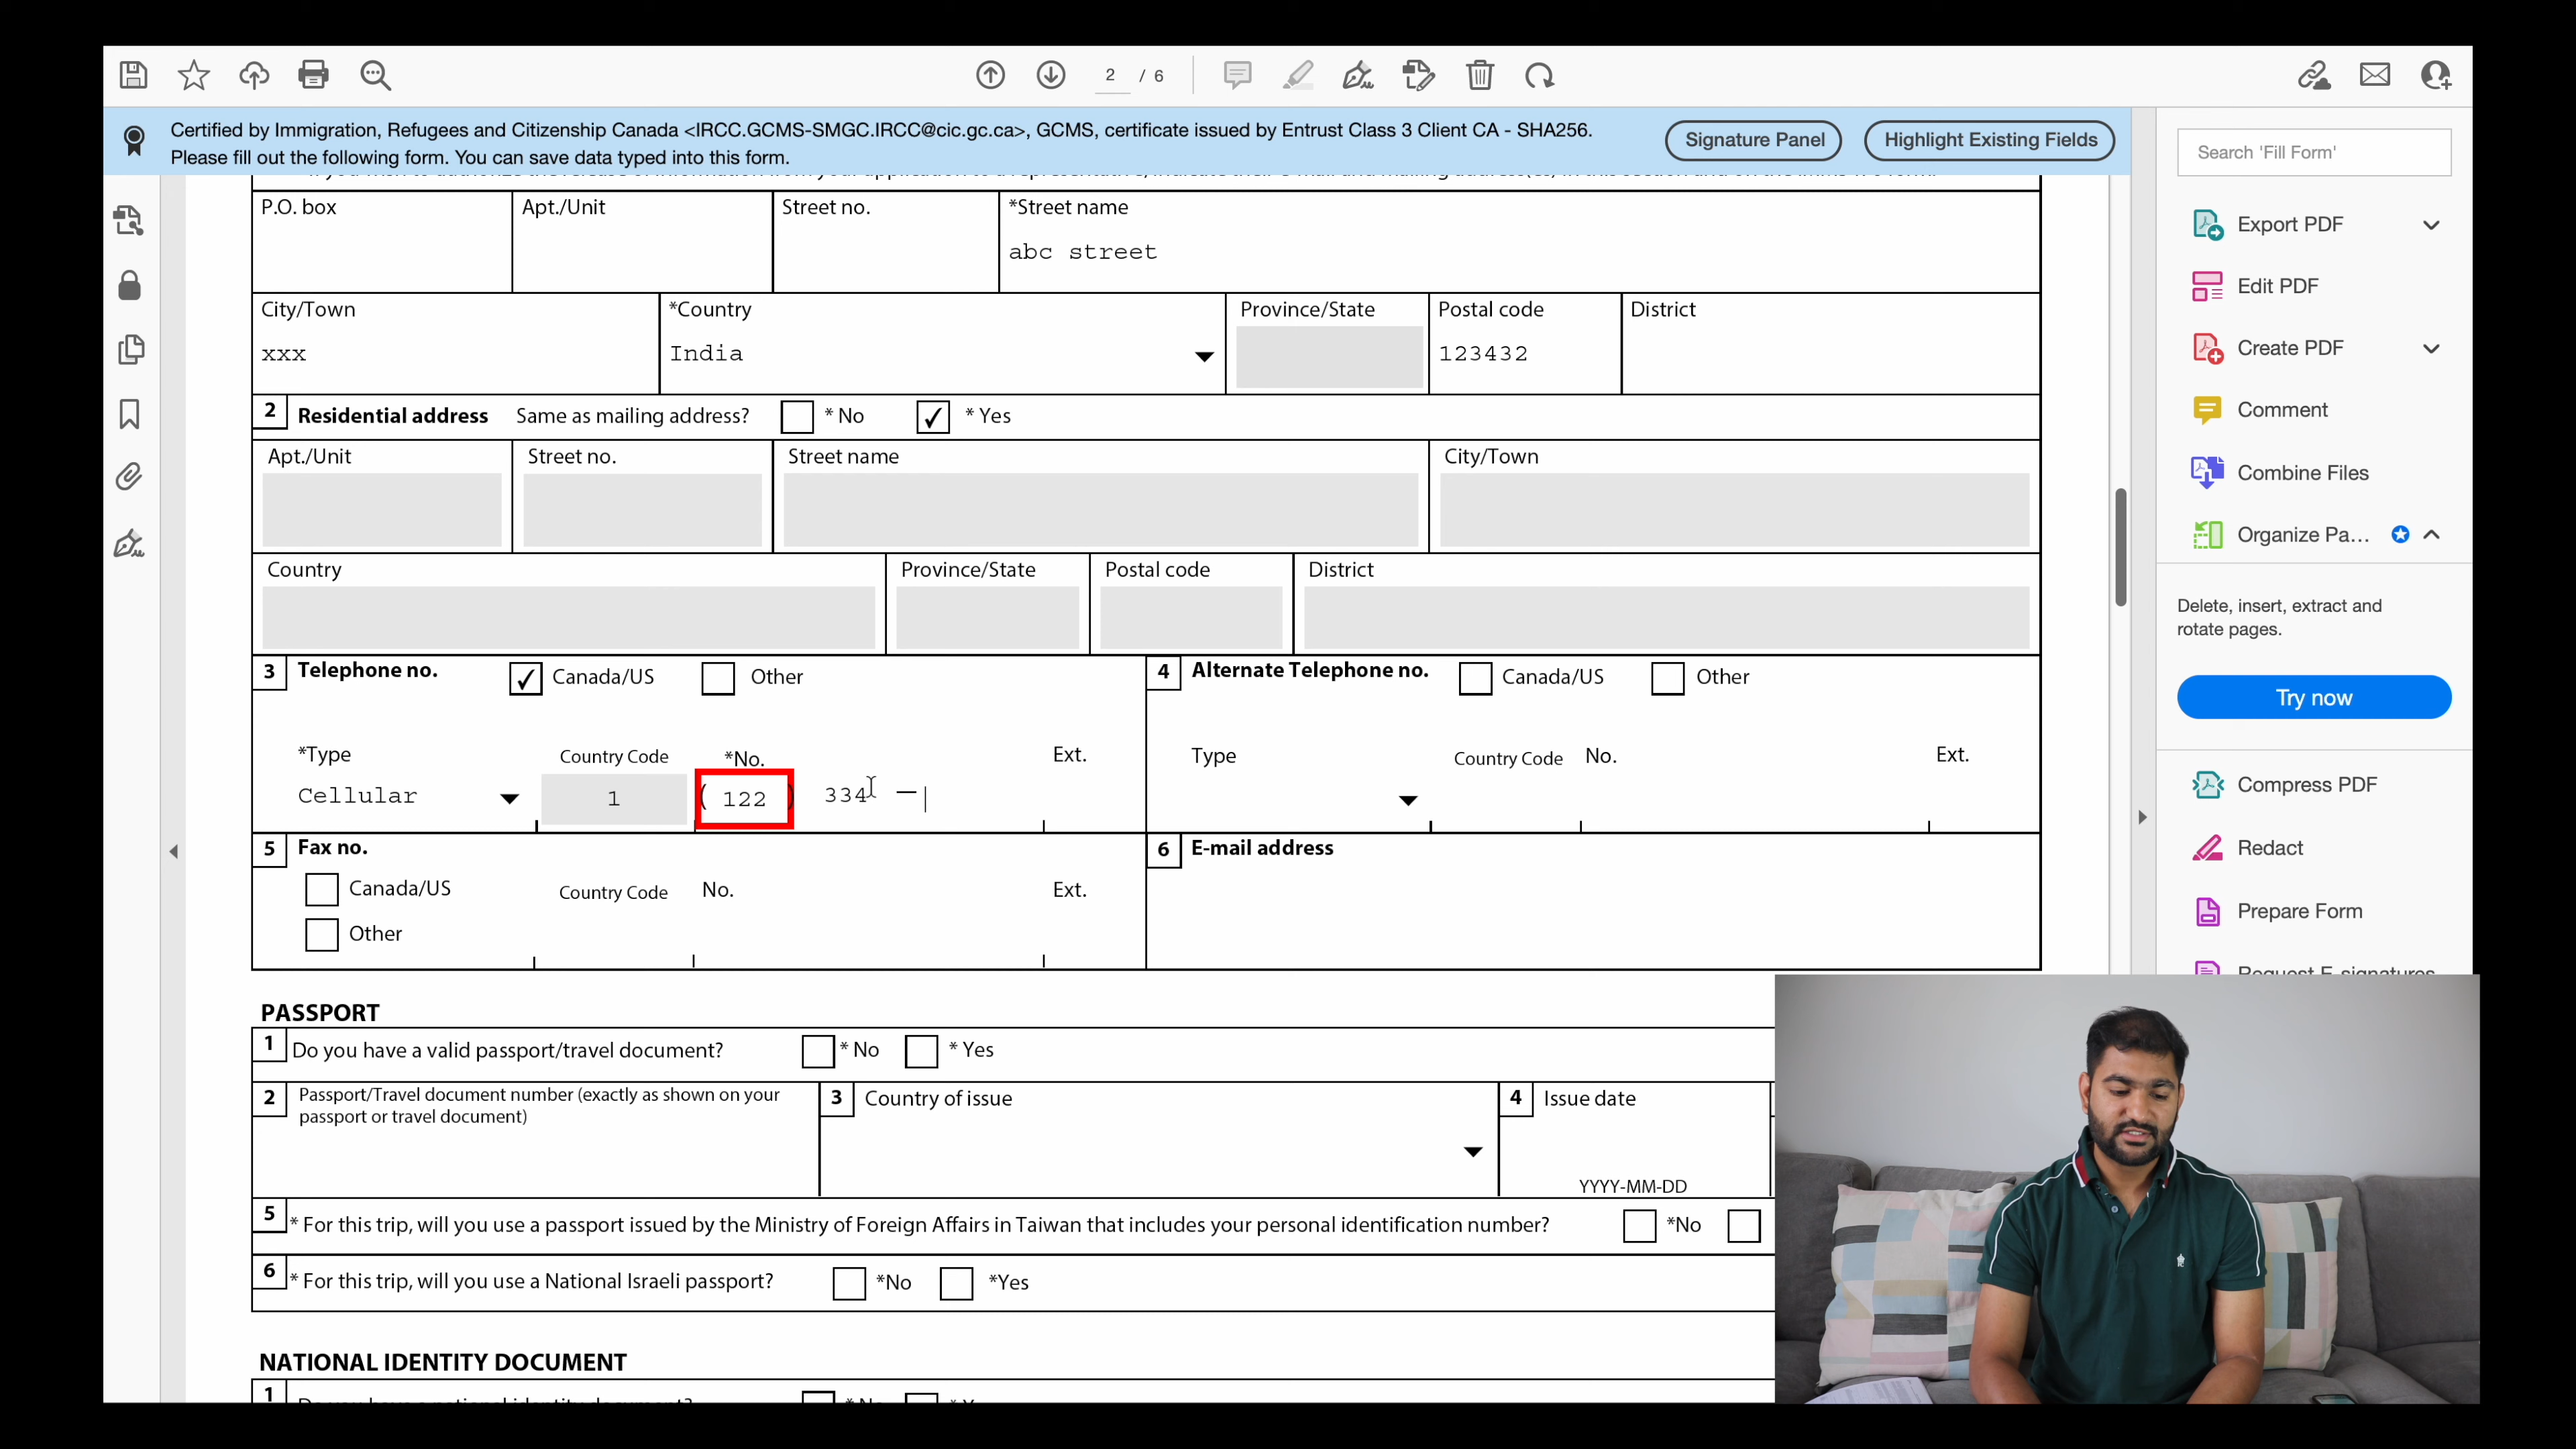 2 / 6
Certified by Immigration, Refugees and Citizenship Canada <IRCC.GCMS-SMGC.IRCC@cic.gc.ca>, GCMS, certificate issued by Entrust Class 3 Client CA - SHA256.
Please fill out the following form. You can save data typed into this form.
Signature Panel
Highlight Existing Fields
Search 'Fill Form'
P.O. box Apt./Unit Street no. *Street name
abc street
City/Town *Country Province/State Postal code District
xxx India 123432
2 Residential address Same as mailing address? * No ✓ * Yes
Apt./Unit Street no. Street name City/Town
Country Province/State Postal code District
3 Telephone no. ✓ Canada/US Other
*Type Country Code *No. Ext.
Cellular 1 ( 122 ) 334 –
4 Alternate Telephone no. Canada/US Other
Type Country Code No. Ext.
5 Fax no.
Canada/US Country Code No. Ext.
Other
6 E-mail address
PASSPORT
1 Do you have a valid passport/travel document? * No * Yes
2 Passport/Travel document number (exactly as shown on your
passport or travel document)
3 Country of issue
4 Issue date
YYYY-MM-DD
5 * For this trip, will you use a passport issued by the Ministry of Foreign Affairs in Taiwan that includes your personal identification number? *No
6 * For this trip, will you use a National Israeli passport? *No *Yes
NATIONAL IDENTITY DOCUMENT
1
Export PDF
Edit PDF
Create PDF
Comment
Combine Files
Organize Pa...
Delete, insert, extract and
rotate pages.
Try now
Compress PDF
Redact
Prepare Form